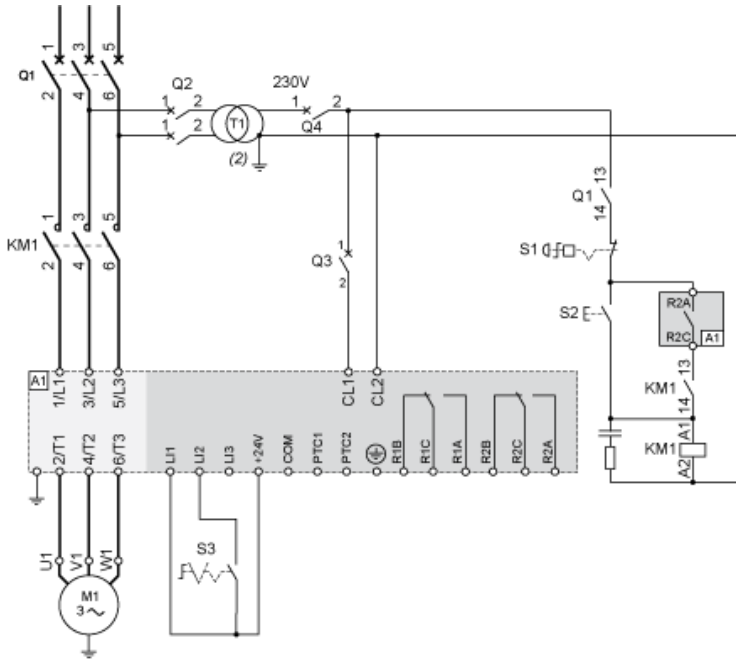 1 3 5
Q1
2 4 6
Q2
1 2
1 2
T1
(2)
230V
1 2
Q4
13
Q1
14
1 3 5
KM1
2 4 6
Q3
1
2
S1
S2
R2A
R2C
A1
13
KM1
14
A1
KM1
A2
A1
1/L1 3/L2 5/L3 CL1 CL2
2/T1 4/T2 6/T3 LI1 LI2 LI3 +24V COM PTC1 PTC2 R1B R1C R1A R2B R2C R2A
S3
U1 V1 W1
M1
3